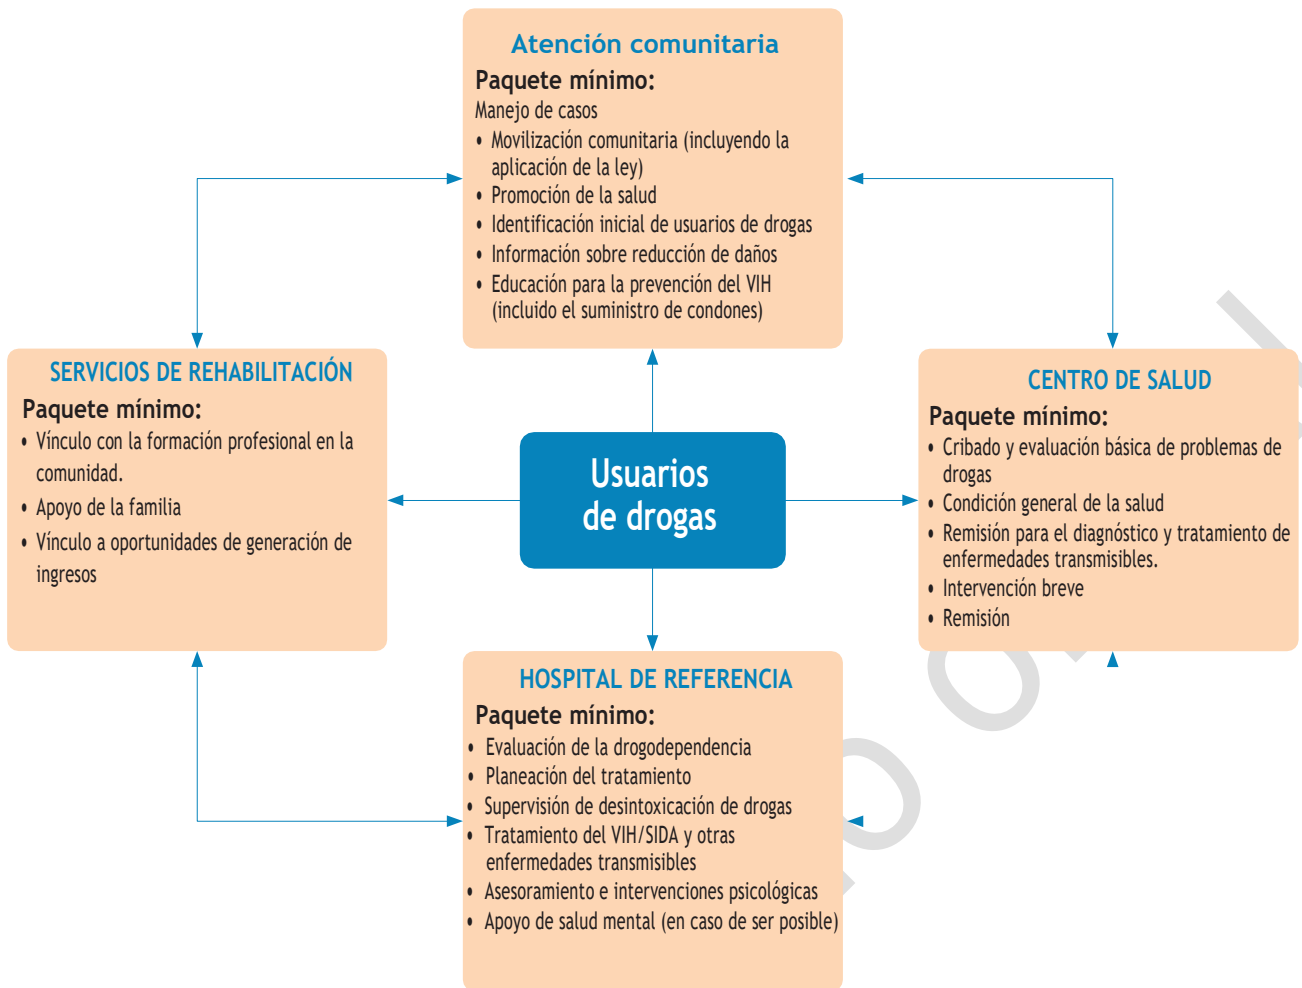 Atención comunitaria
Paquete mínimo:
Manejo de casos
• Movilización comunitaria (incluyendo la
aplicación de la ley)
• Promoción de la salud
• Identificación inicial de usuarios de drogas
• Información sobre reducción de daños
• Educación para la prevención del VIH
(incluido el suministro de condones)
SERVICIOS DE REHABILITACIÓN
Paquete mínimo:
• Vínculo con la formación profesional en la
comunidad.
• Apoyo de la familia
• Vínculo a oportunidades de generación de
ingresos
Usuarios
de drogas
CENTRO DE SALUD
Paquete mínimo:
• Cribado y evaluación básica de problemas de
drogas
• Condición general de la salud
• Remisión para el diagnóstico y tratamiento de
enfermedades transmisibles.
• Intervención breve
• Remisión
HOSPITAL DE REFERENCIA
Paquete mínimo:
• Evaluación de la drogodependencia
• Planeación del tratamiento
• Supervisión de desintoxicación de drogas
• Tratamiento del VIH/SIDA y otras
enfermedades transmisibles
• Asesoramiento e intervenciones psicológicas
• Apoyo de salud mental (en caso de ser posible)